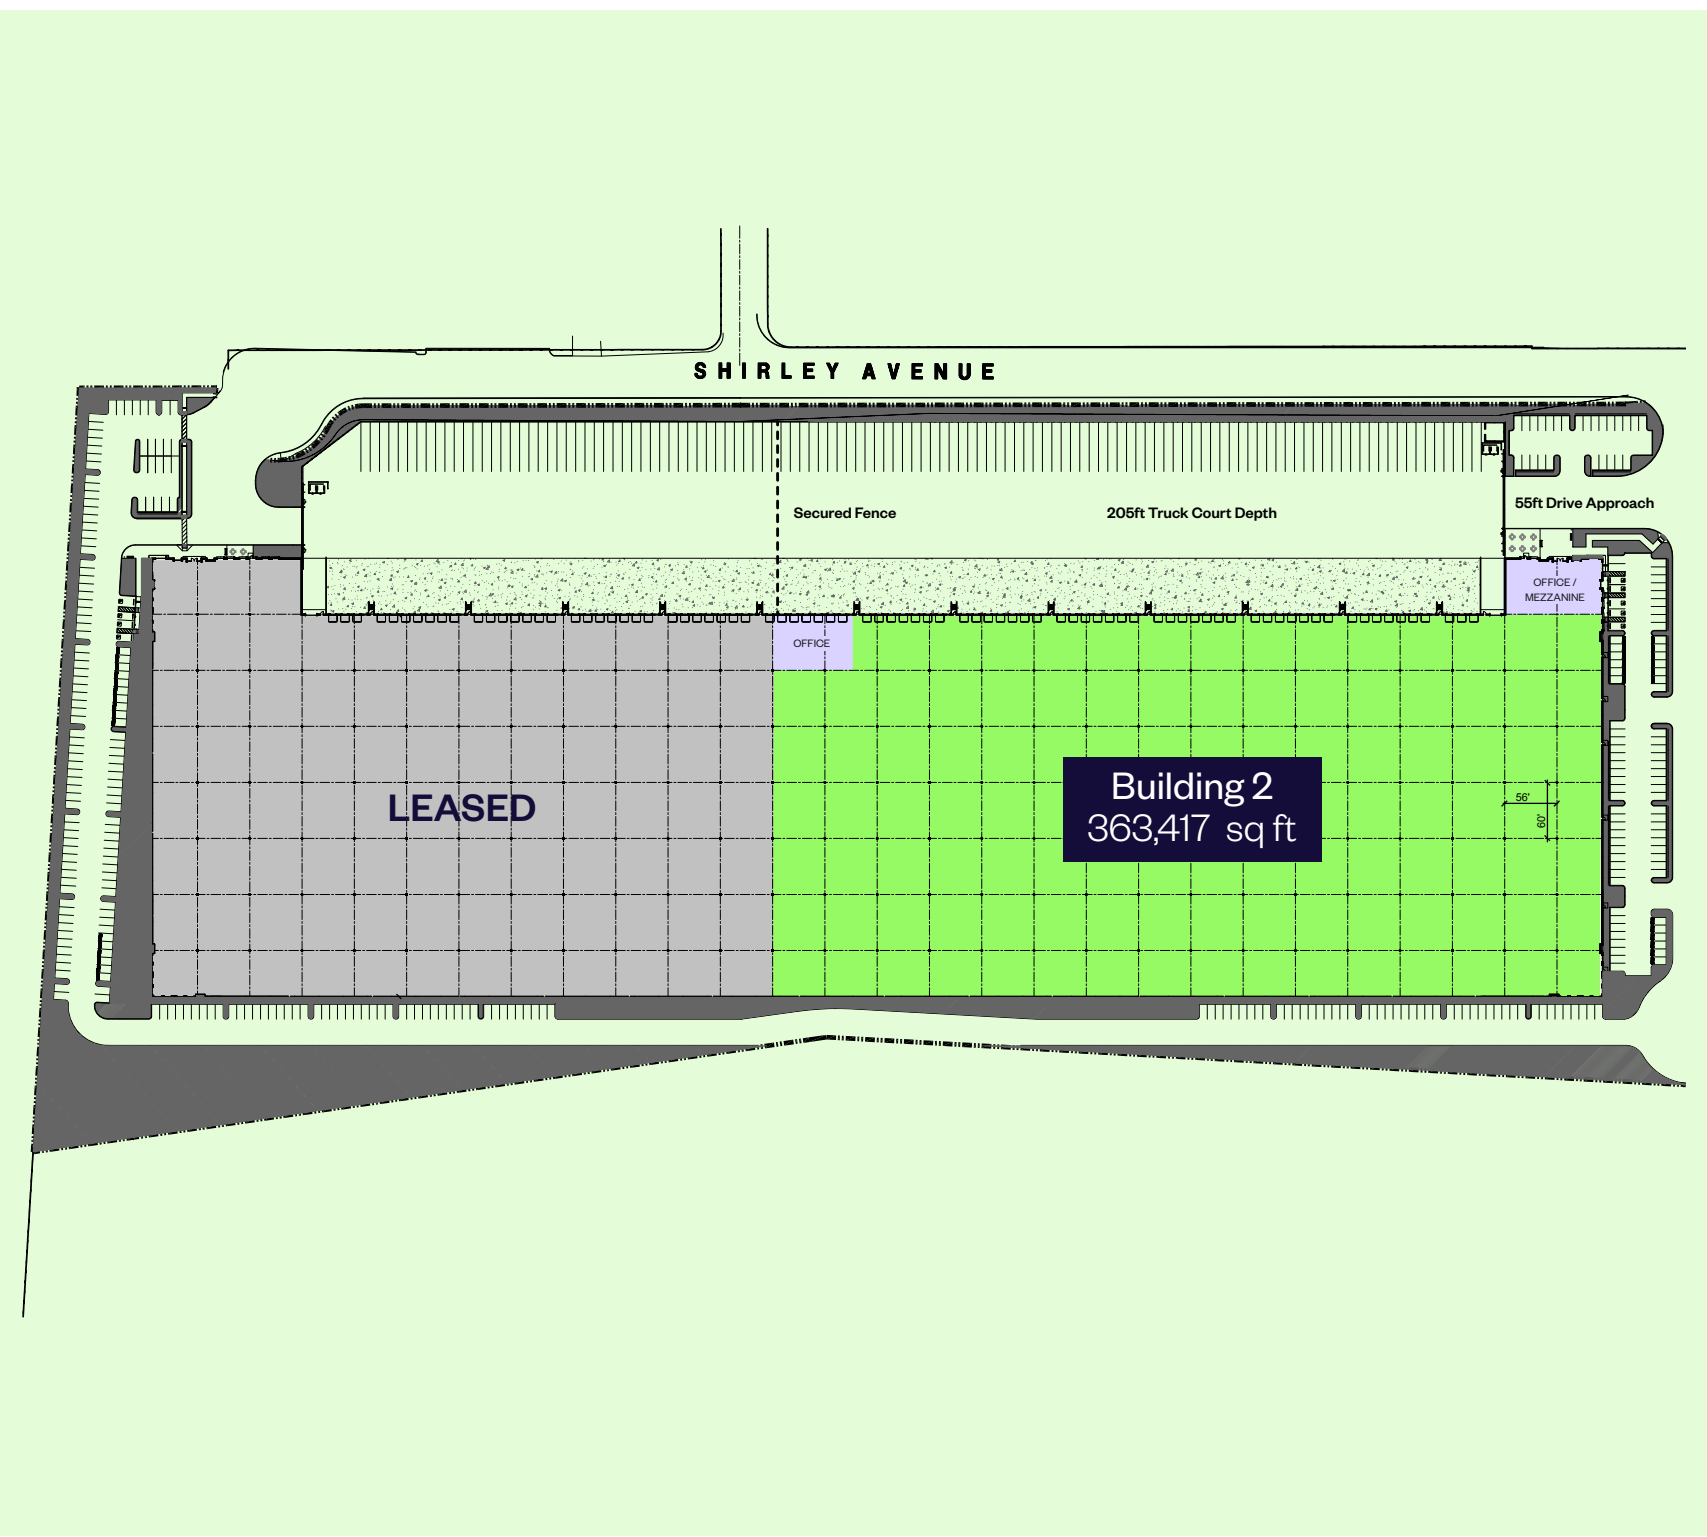 SHIRLEY AVENUE
55ft Drive Approach
Secured Fence
205ft Truck Court Depth
OFFICE /
MEZZANINE
OFFICE
Building 2
363,417 sq ft
LEASED
56'
60'